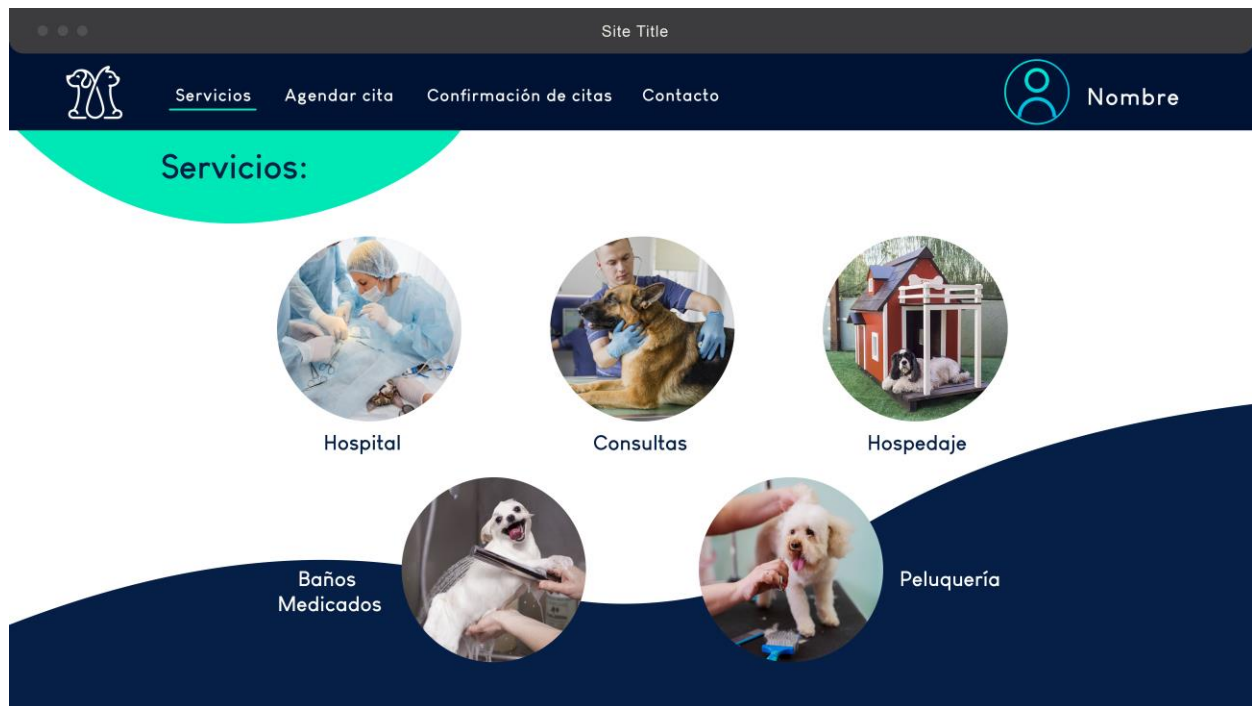 Site Title
Servicios
Agendar cita
Confirmación de citas
Contacto
Nombre
Servicios:
Hospital
Consultas
Hospedaje
Baños
Medicados
Peluquería